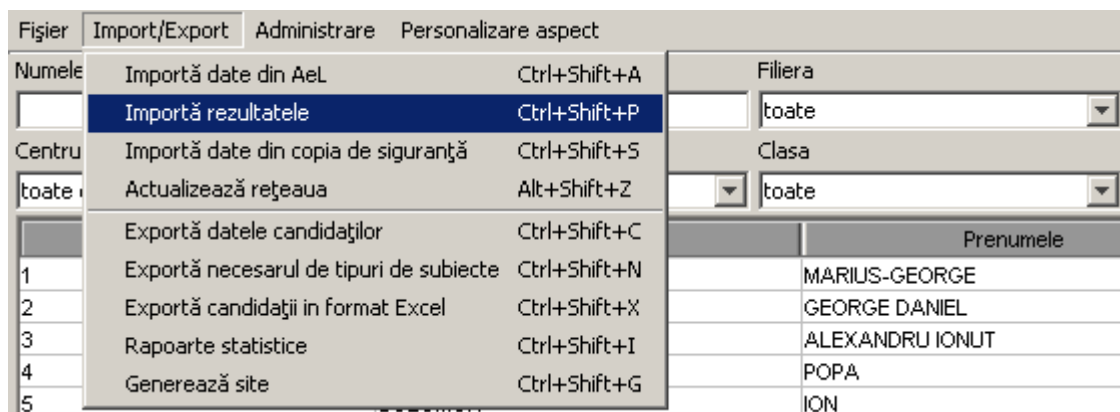 Fişier Import/Export Administrare Personalizare aspect
Numele Filiera
Importă date din AeL Ctrl+Shift+A
Importă rezultatele Ctrl+Shift+P toate
Centru Importă date din copia de siguranţă Ctrl+Shift+S Clasa
toate Actualizează reţeaua Alt+Shift+Z toate
Exportă datele candidaţilor Ctrl+Shift+C Prenumele
1 Exportă necesarul de tipuri de subiecte Ctrl+Shift+N MARIUS-GEORGE
2 Exportă candidaţii in format Excel Ctrl+Shift+X GEORGE DANIEL
3 Rapoarte statistice Ctrl+Shift+I ALEXANDRU IONUT
4 Generează site Ctrl+Shift+G POPA
5 ION